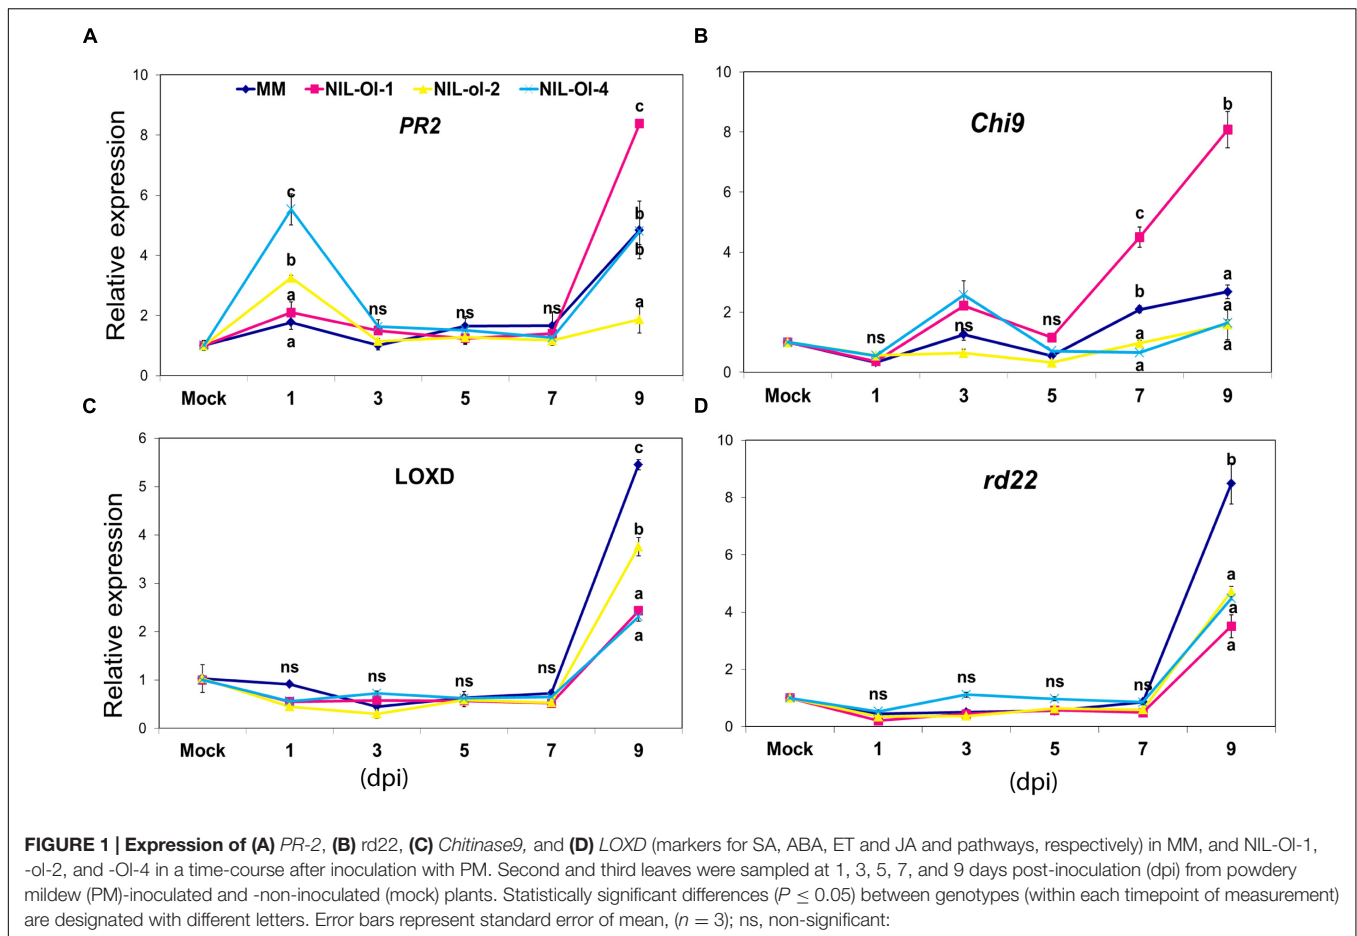 A
10
8
6
4
2
0
Relative expression
MM NIL-Ol-1 NIL-ol-2 NIL-Ol-4
PR2
c
b
a
a
ns
ns
ns
c
b
b
a
Mock 1 3 5 7 9
B
10
8
6
4
2
0
Chi9
ns
ns
ns
c
b
a
a
b
a
a
a
Mock 1 3 5 7 9
C
6
5
4
3
2
1
0
Relative expression
LOXD
ns
ns
ns
ns
c
b
a
a
Mock 1 3 5 7 9
(dpi)
D
10
8
6
4
2
0
rd22
ns
ns
ns
ns
b
a
a
a
Mock 1 3 5 7 9
(dpi)
FIGURE 1 | Expression of (A) PR-2, (B) rd22, (C) Chitinase9, and (D) LOXD (markers for SA, ABA, ET and JA and pathways, respectively) in MM, and NIL-Ol-1,
-ol-2, and -Ol-4 in a time-course after inoculation with PM. Second and third leaves were sampled at 1, 3, 5, 7, and 9 days post-inoculation (dpi) from powdery
mildew (PM)-inoculated and -non-inoculated (mock) plants. Statistically significant differences (P ≤ 0.05) between genotypes (within each timepoint of measurement)
are designated with different letters. Error bars represent standard error of mean, (n = 3); ns, non-significant: